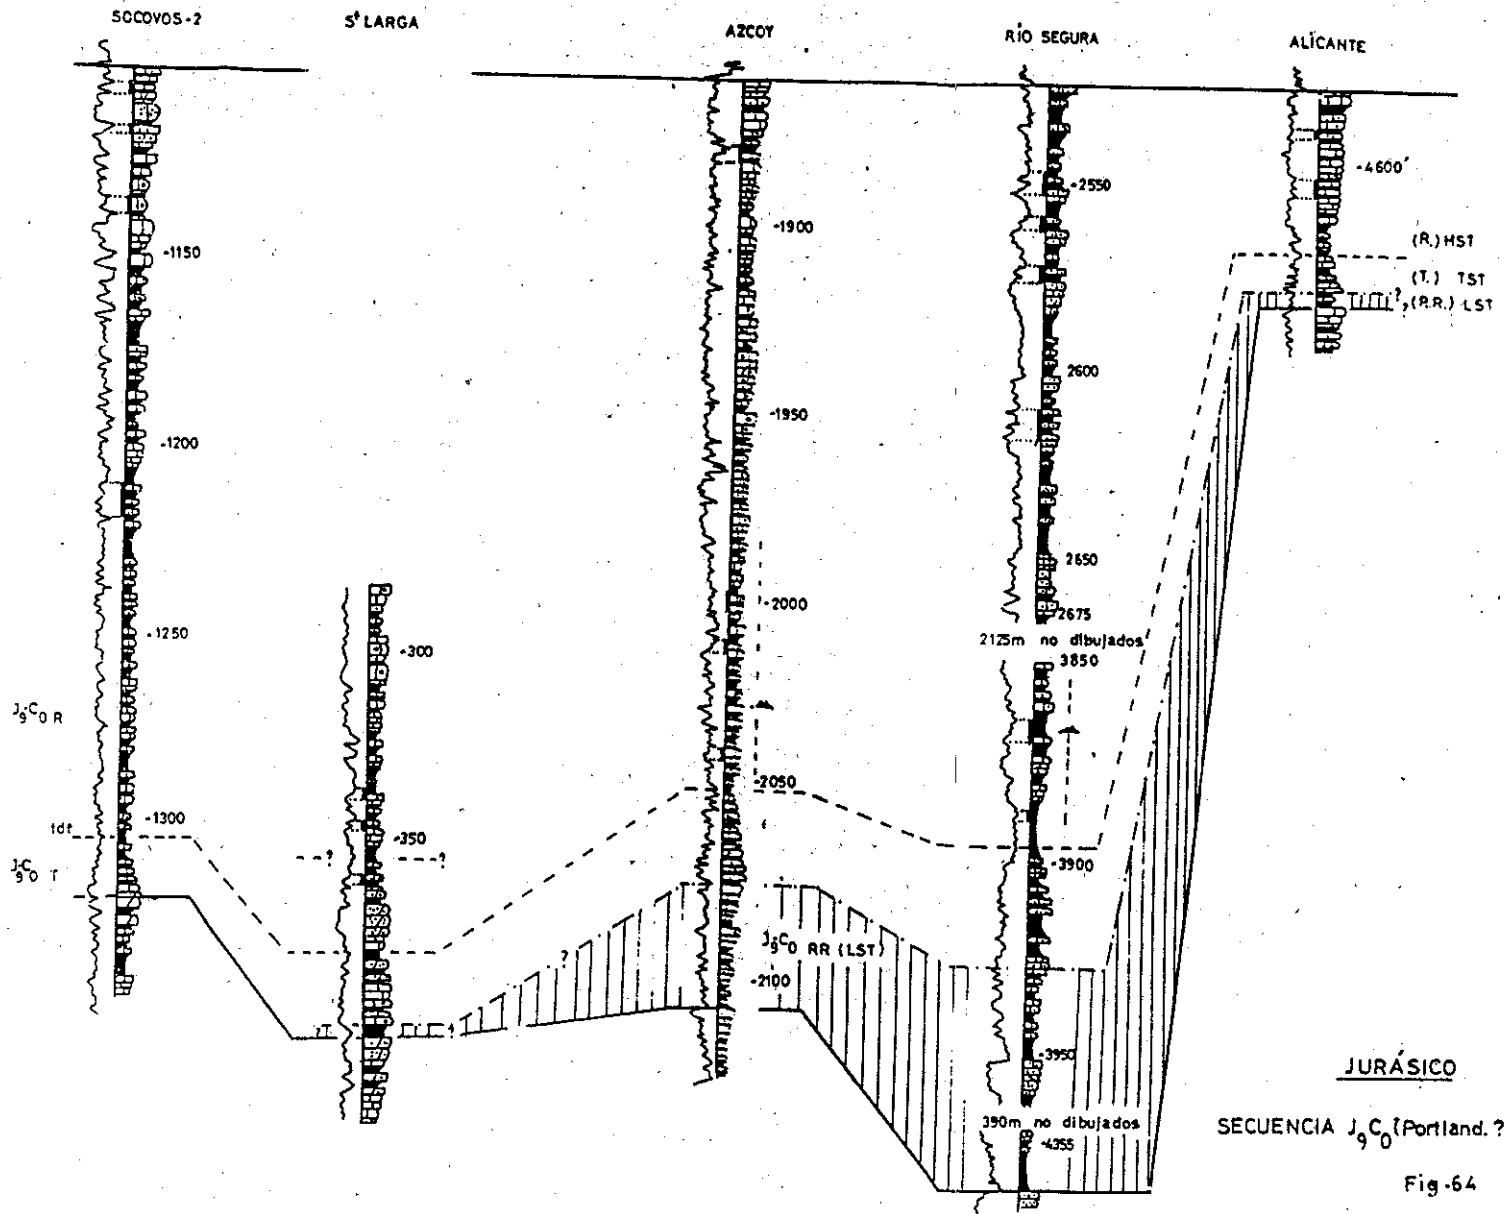 SOCOVOS-2
Sª LARGA
AZCOY
RÍO SEGURA
ALICANTE
-1150
-1200
-1250
-1300
J₉C₀ R
tdt
J₉C₀ T
-300
-350
?
?
?
?
?
-1900
-1950
-2000
-2050
-2100
J₉C₀ RR (LST)
-2550
2600
2650
-2675
2125m no dibujados
3850
-3900
-3950
390m no dibujados
-4355
-4600'
(R.) HST
(T.) TST
?
?(R.R.) LST
JURÁSICO
SECUENCIA J₉C₀ (Portland.?
Fig-64